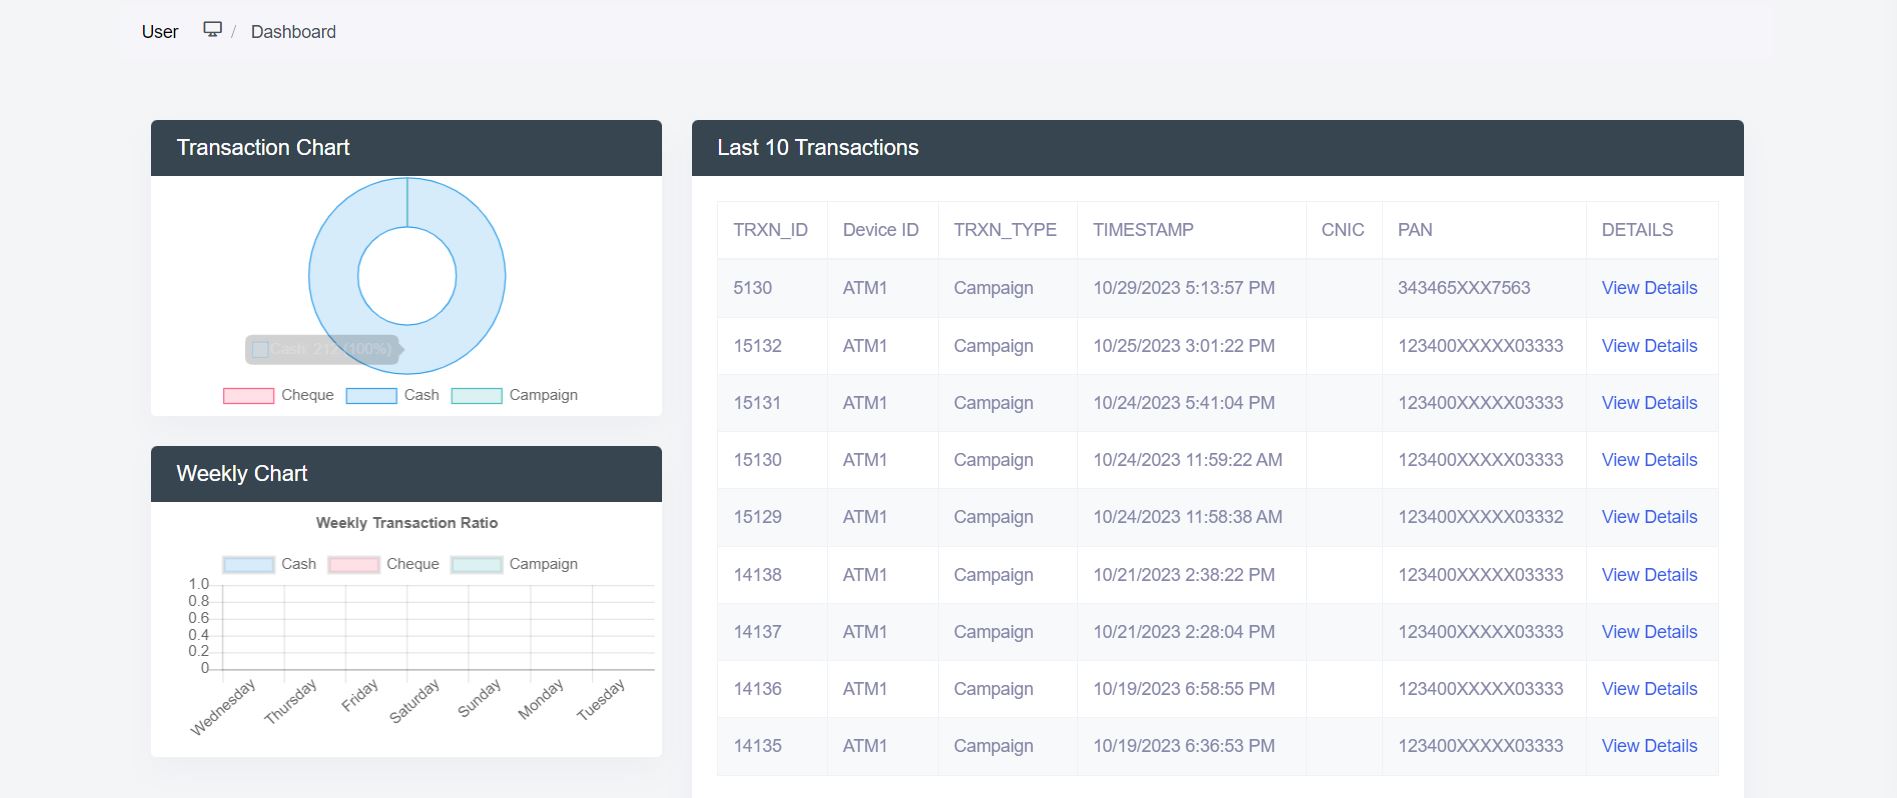 User / Dashboard
Transaction Chart
Cash: 212 (100%)
Cheque Cash Campaign
Weekly Chart
Weekly Transaction Ratio
Cash Cheque Campaign
1.0
0.8
0.6
0.4
0.2
0
Wednesday Thursday Friday Saturday Sunday Monday Tuesday
Last 10 Transactions
TRXN_ID Device ID TRXN_TYPE TIMESTAMP CNIC PAN DETAILS
5130 ATM1 Campaign 10/29/2023 5:13:57 PM 343465XXX7563 View Details
15132 ATM1 Campaign 10/25/2023 3:01:22 PM 123400XXXXX03333 View Details
15131 ATM1 Campaign 10/24/2023 5:41:04 PM 123400XXXXX03333 View Details
15130 ATM1 Campaign 10/24/2023 11:59:22 AM 123400XXXXX03333 View Details
15129 ATM1 Campaign 10/24/2023 11:58:38 AM 123400XXXXX03332 View Details
14138 ATM1 Campaign 10/21/2023 2:38:22 PM 123400XXXXX03333 View Details
14137 ATM1 Campaign 10/21/2023 2:28:04 PM 123400XXXXX03333 View Details
14136 ATM1 Campaign 10/19/2023 6:58:55 PM 123400XXXXX03333 View Details
14135 ATM1 Campaign 10/19/2023 6:36:53 PM 123400XXXXX03333 View Details